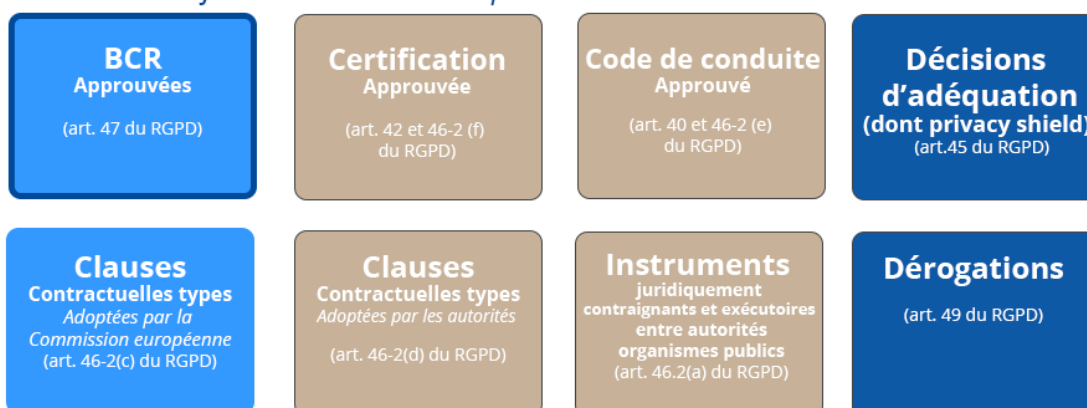 BCR
Approuvées
(art. 47 du RGPD)
Certification
Approuvée
(art. 42 et 46-2 (f)
du RGPD)
Code de conduite
Approuvé
(art. 40 et 46-2 (e)
du RGPD)
Décisions
d’adéquation
(dont privacy shield)
(art.45 du RGPD)
Clauses
Contractuelles types
Adoptées par la
Commission européenne
(art. 46-2(c) du RGPD)
Clauses
Contractuelles types
Adoptées par les autorités
(art. 46-2(d) du RGPD)
Instruments
juridiquement
contraignants et exécutoires
entre autorités
organismes publics
(art. 46.2(a) du RGPD)
Dérogations
(art. 49 du RGPD)